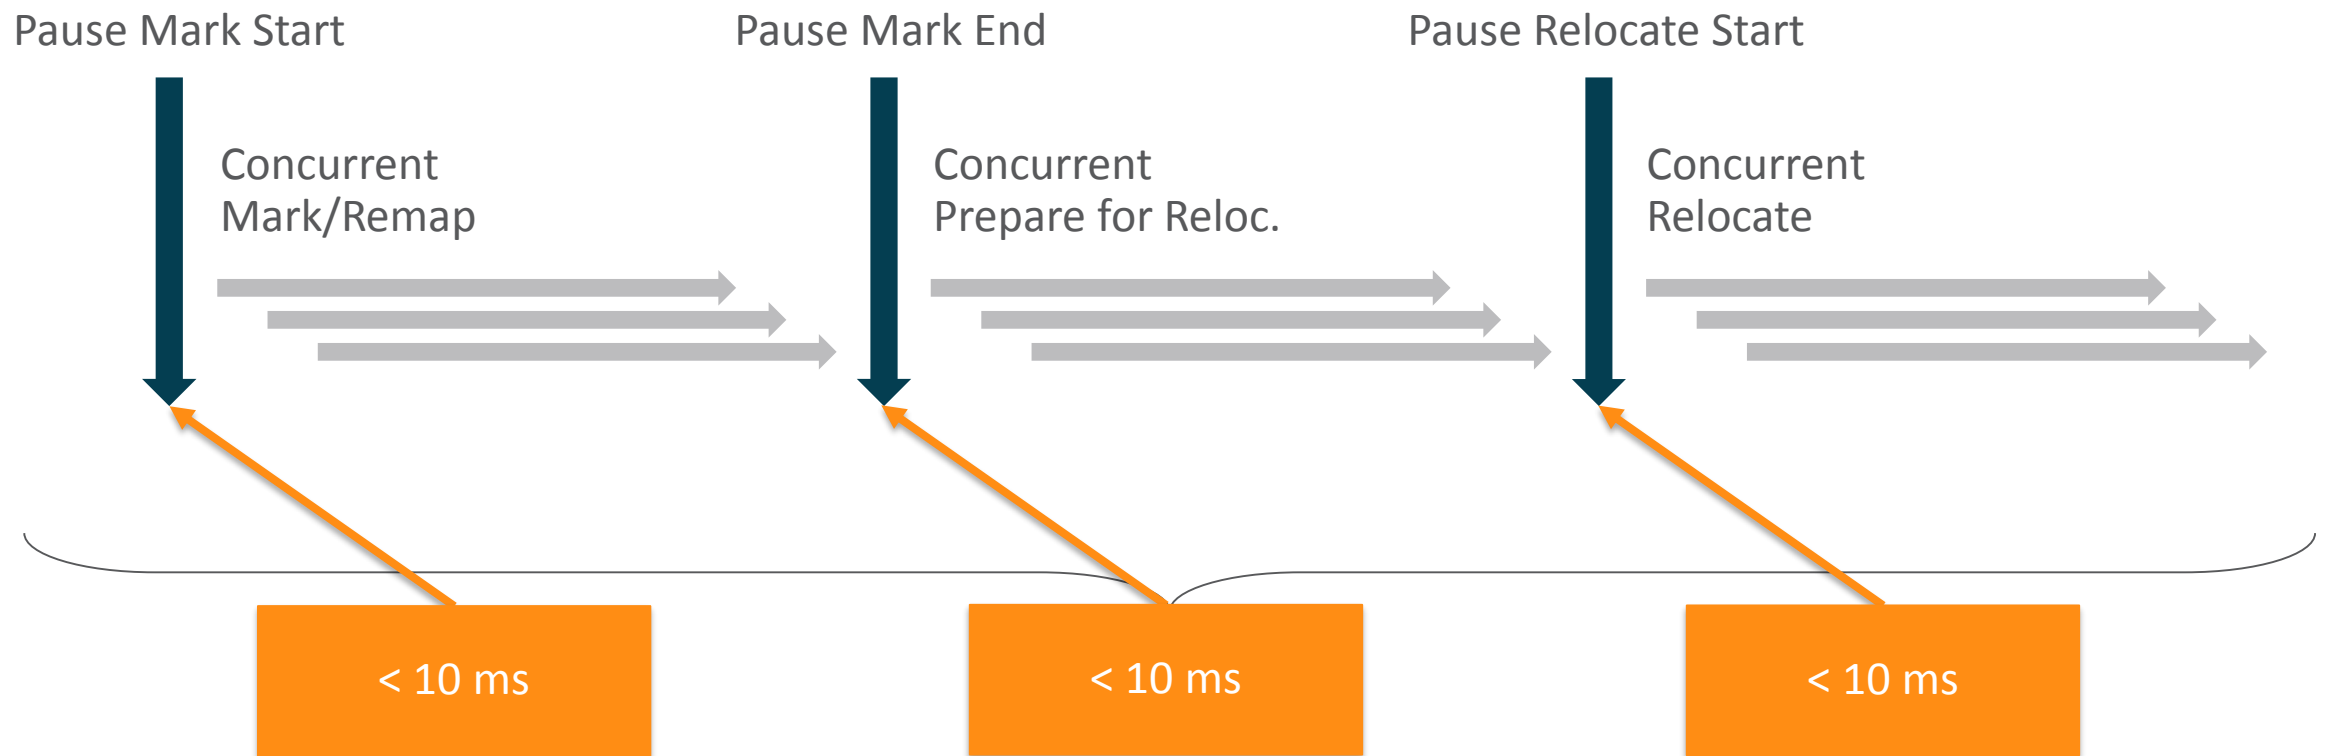 Pause Mark Start
Pause Mark End
Pause Relocate Start
Concurrent
Mark/Remap
Concurrent
Prepare for Reloc.
Concurrent
Relocate
< 10 ms
< 10 ms
< 10 ms